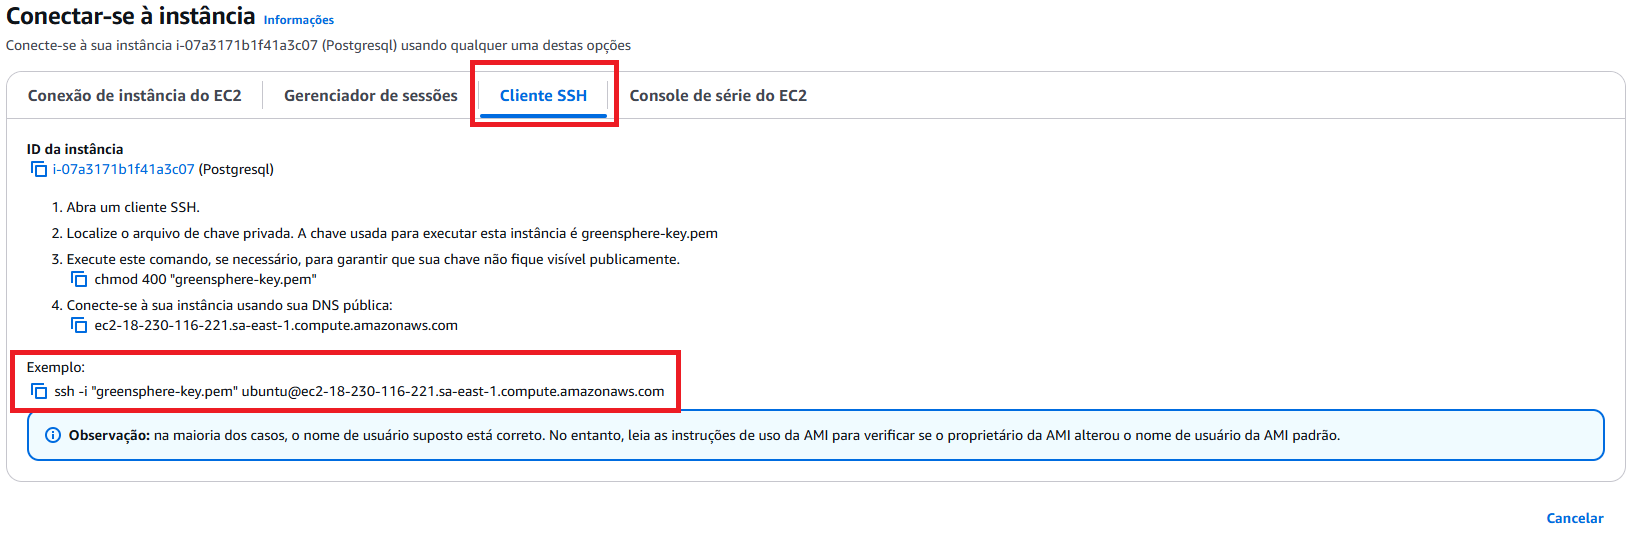 Conectar-se à instância Informações
Conecte-se à sua instância i-07a3171b1f41a3c07 (Postgresql) usando qualquer uma destas opções
Conexão de instância do EC2 Gerenciador de sessões Cliente SSH Console de série do EC2
ID da instância
i-07a3171b1f41a3c07 (Postgresql)
1. Abra um cliente SSH.
2. Localize o arquivo de chave privada. A chave usada para executar esta instância é greensphere-key.pem
3. Execute este comando, se necessário, para garantir que sua chave não fique visível publicamente.
chmod 400 "greensphere-key.pem"
4. Conecte-se à sua instância usando sua DNS pública:
ec2-18-230-116-221.sa-east-1.compute.amazonaws.com
Exemplo:
ssh -i "greensphere-key.pem" ubuntu@ec2-18-230-116-221.sa-east-1.compute.amazonaws.com
Observação: na maioria dos casos, o nome de usuário suposto está correto. No entanto, leia as instruções de uso da AMI para verificar se o proprietário da AMI alterou o nome de usuário da AMI padrão.
Cancelar